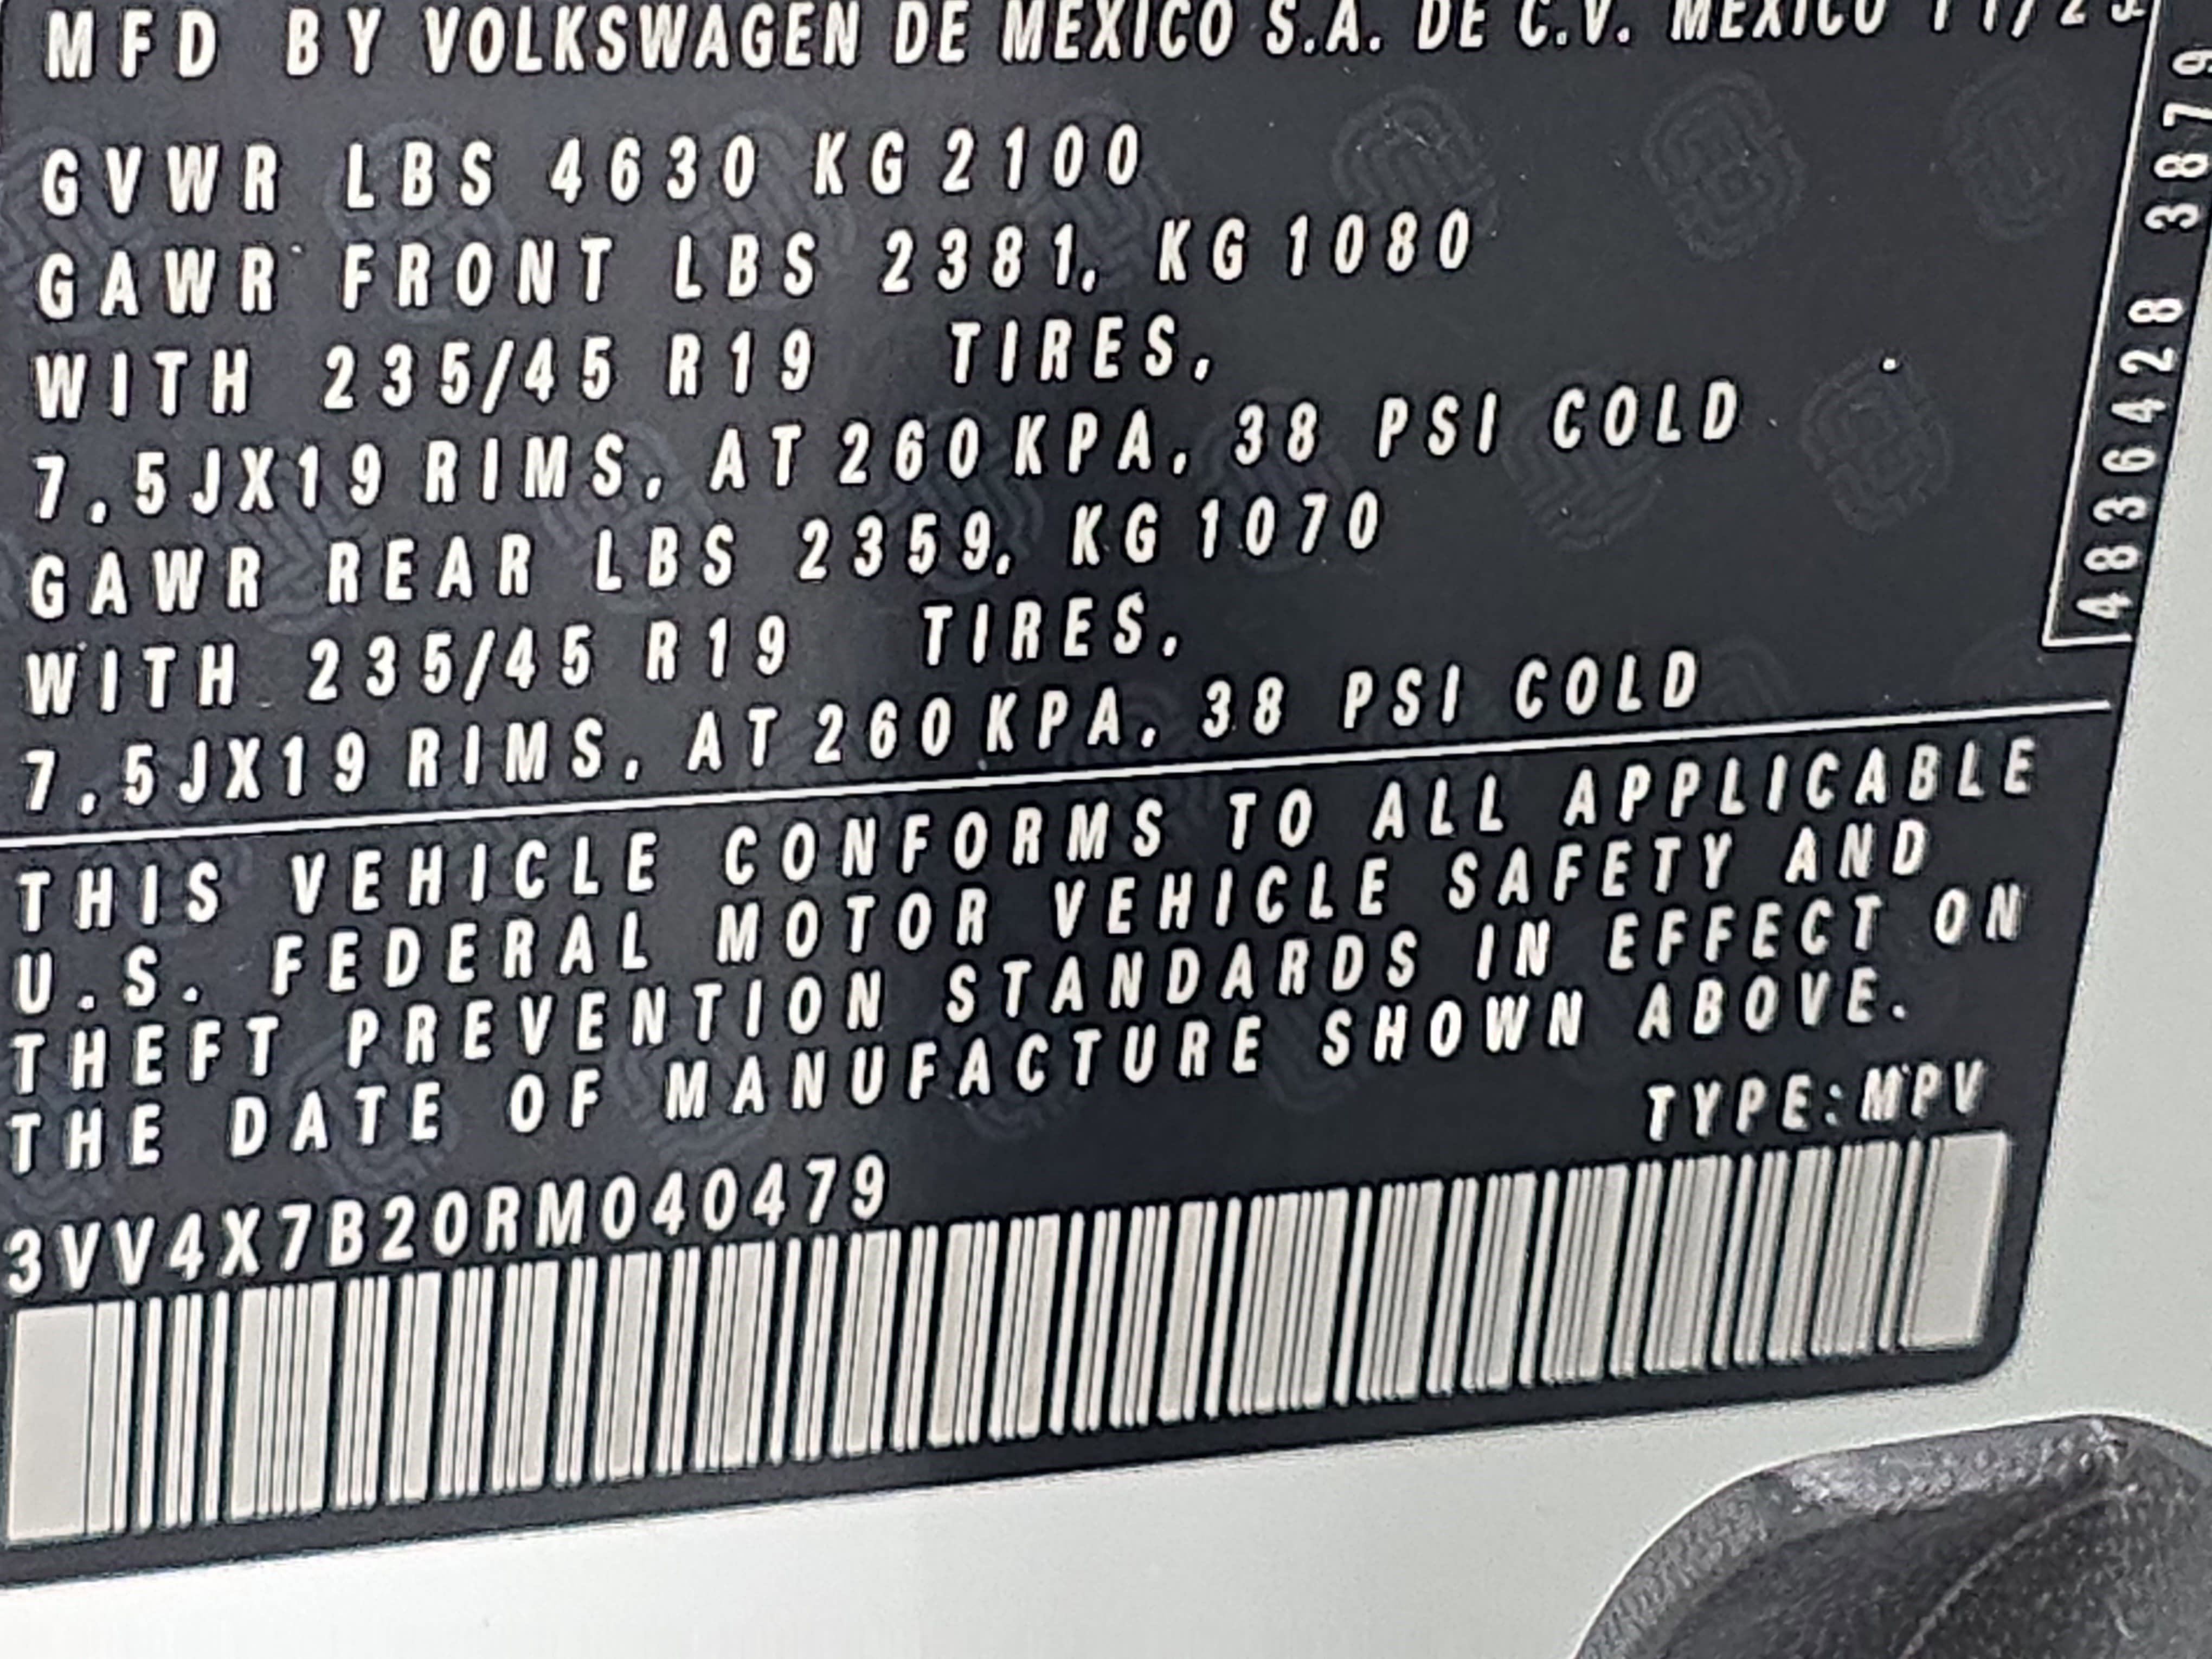 MFD BY VOLKSWAGEN DE MEXICO S.A. DE C.V. MEXICO 11/23
GVWR LBS 4630 KG 2100
GAWR FRONT LBS 2381, KG 1080
WITH 235/45 R19 TIRES,
7,5JX19 RIMS, AT 260 KPA, 38 PSI COLD
GAWR REAR LBS 2359, KG 1070
WITH 235/45 R19 TIRES,
7,5JX19 RIMS, AT 260 KPA, 38 PSI COLD
4836428 3879
THIS VEHICLE CONFORMS TO ALL APPLICABLE
U.S. FEDERAL MOTOR VEHICLE SAFETY AND
THEFT PREVENTION STANDARDS IN EFFECT ON
THE DATE OF MANUFACTURE SHOWN ABOVE.
TYPE:MPV
3VV4X7B20RM040479